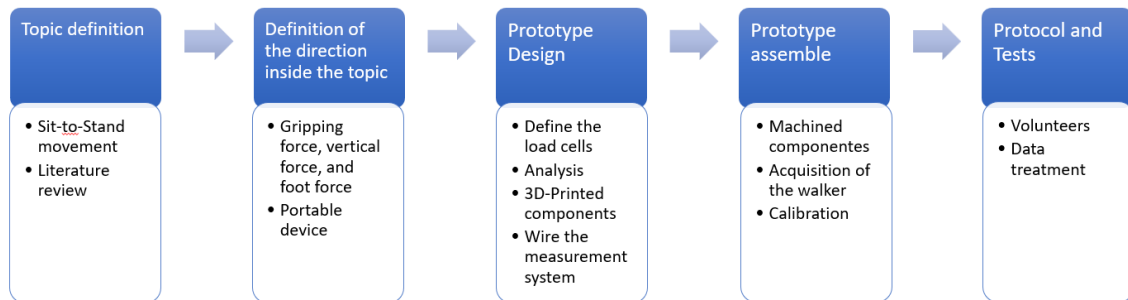 Topic definition
• Sit-to-Stand
movement
• Literature
review
Definition of
the direction
inside the topic
• Gripping
force, vertical
force, and
foot force
• Portable
device
Prototype
Design
• Define the
load cells
• Analysis
• 3D-Printed
components
• Wire the
measurement
system
Prototype
assemble
• Machined
componentes
• Acquisition of
the walker
• Calibration
Protocol and
Tests
• Volunteers
• Data
treatment